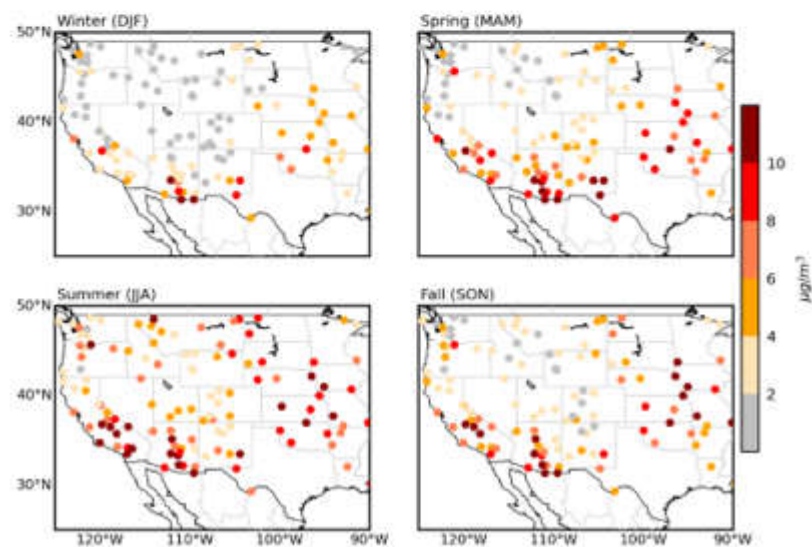 Winter (DJF)
Spring (MAM)
50°N
40°N
30°N
Summer (JJA)
Fall (SON)
50°N
40°N
30°N
120°W 110°W 100°W 90°W
120°W 110°W 100°W 90°W
10
8
6
4
2
µg/m³